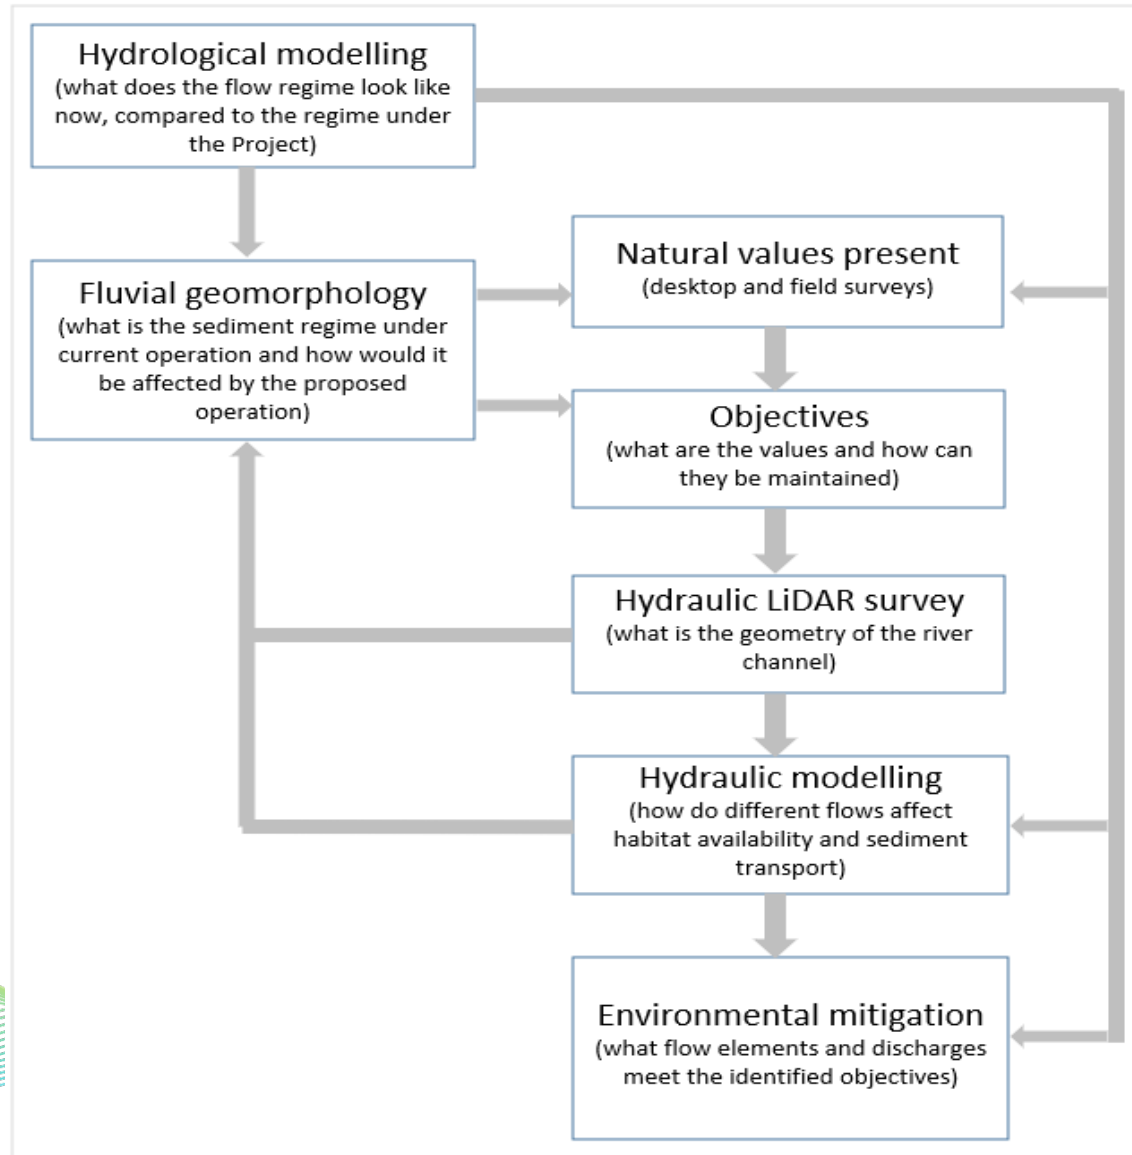 Hydrological modelling
(what does the flow regime look like
now, compared to the regime under
the Project)
Natural values present
(desktop and field surveys)
Fluvial geomorphology
(what is the sediment regime under
current operation and how would it
be affected by the proposed
operation)
Objectives
(what are the values and how can
they be maintained)
Hydraulic LiDAR survey
(what is the geometry of the river
channel)
Hydraulic modelling
(how do different flows affect
habitat availability and sediment
transport)
Environmental mitigation
(what flow elements and discharges
meet the identified objectives)